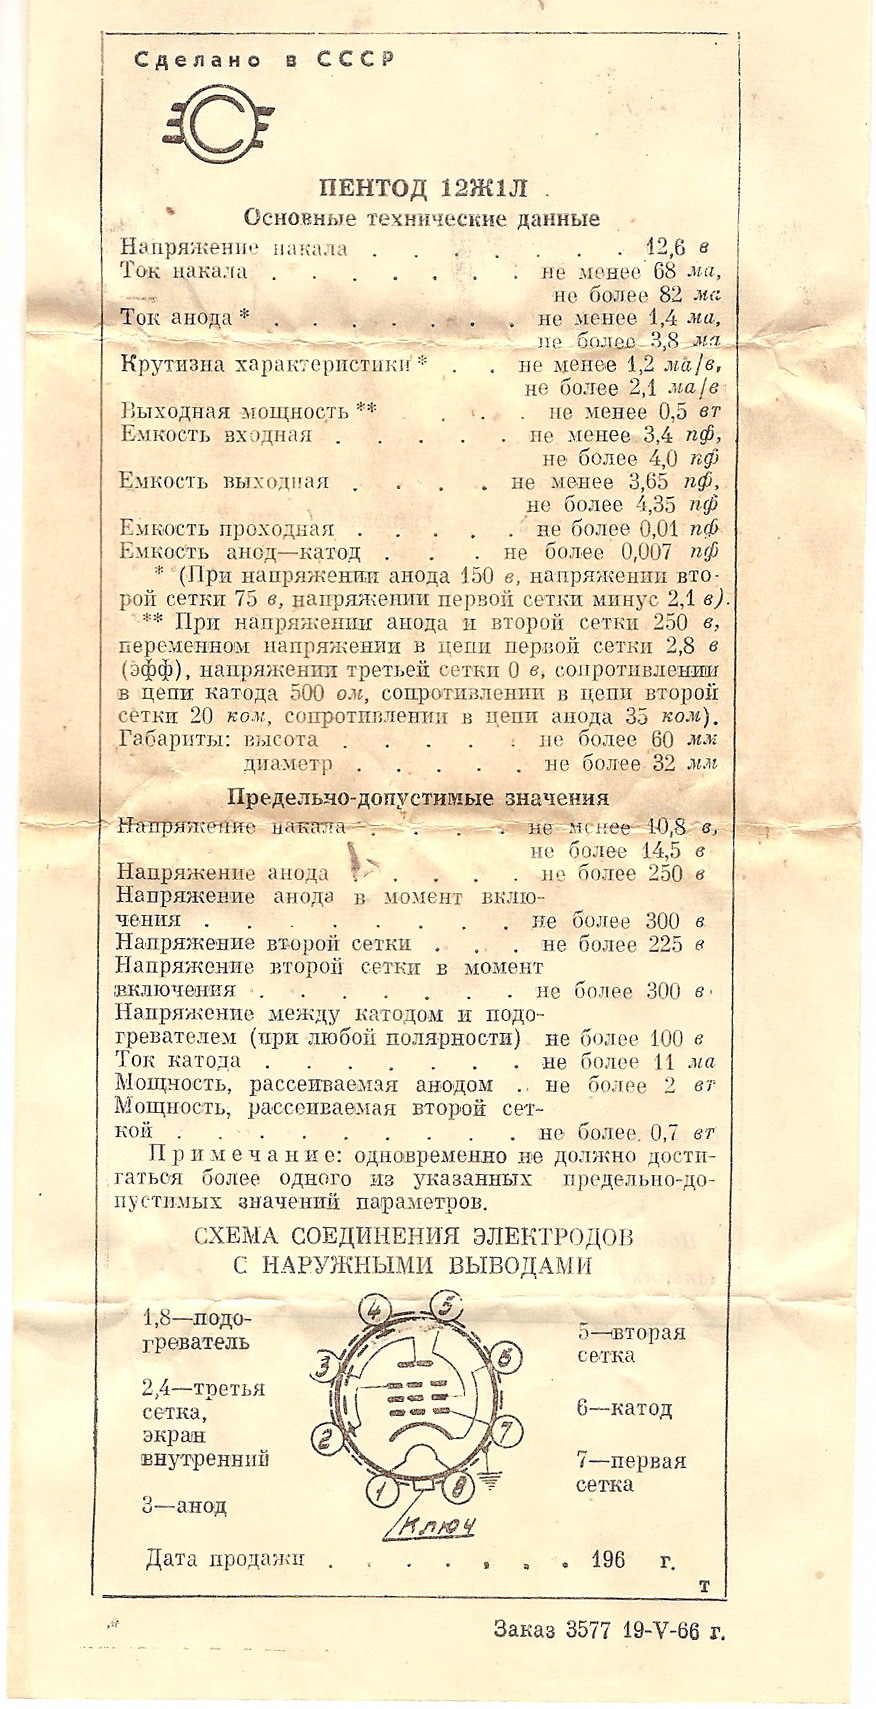 Сделано в СССР
С
ПЕНТОД 12Ж1Л
Основные технические данные
Напряжение накала . . . . . . . 12,6 в
Ток накала . . . . . . . не менее 68 ма,
не более 82 ма
Ток анода* . . . . . . . не менее 1,4 ма,
не более 3,8 ма
Крутизна характеристики* . . не менее 1,2 ма/в,
не более 2,1 ма/в
Выходная мощность** . . . не менее 0,5 вт
Емкость входная . . . . . не менее 3,4 пф,
не более 4,0 пф
Емкость выходная . . . . не менее 3,65 пф,
не более 4,35 пф
Емкость проходная . . . . . не более 0,01 пф
Емкость анод—катод . . . не более 0,007 пф
* (При напряжении анода 150 в, напряжении вто-
рой сетки 75 в, напряжении первой сетки минус 2,1 в).
** При напряжении анода и второй сетки 250 в,
переменном напряжении в цепи первой сетки 2,8 в
(эфф), напряжении третьей сетки 0 в, сопротивлении
в цепи катода 500 ом, сопротивлении в цепи второй
сетки 20 ком, сопротивлении в цепи анода 35 ком).
Габариты: высота . . . . . не более 60 мм
диаметр . . . . . не более 32 мм
Предельно-допустимые значения
Напряжение накала . . . . не менее 10,8 в,
не более 14,5 в
Напряжение анода . . . . . не более 250 в
Напряжение анода в момент вклю-
чения . . . . . . . . не более 300 в
Напряжение второй сетки . . . не более 225 в
Напряжение второй сетки в момент
включения . . . . . . . не более 300 в
Напряжение между катодом и подо-
гревателем (при любой полярности) не более 100 в
Ток катода . . . . . . . не более 11 ма
Мощность, рассеиваемая анодом . не более 2 вт
Мощность, рассеиваемая второй сет-
кой . . . . . . . . . не более 0,7 вт
Примечание: одновременно не должно дости-
гаться более одного из указанных предельно-до-
пустимых значений параметров.
СХЕМА СОЕДИНЕНИЯ ЭЛЕКТРОДОВ
С НАРУЖНЫМИ ВЫВОДАМИ
1,8—подо-
греватель
2,4—третья
сетка,
экран
внутренний
3—анод
4
5
3
6
2
7
1
8
Ключ
5—вторая
сетка
6—катод
7—первая
сетка
Дата продажи . . . . . . . 196 г.
т
Заказ 3577 19-V-66 г.